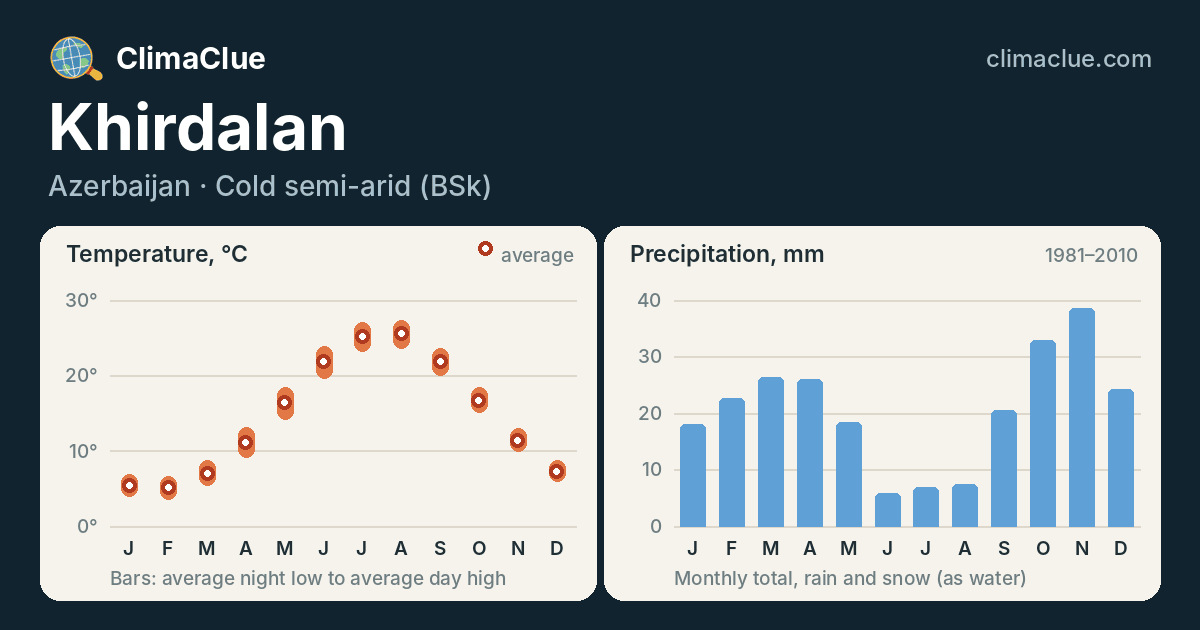 ClimaClue
climaclue.com
Khirdalan
Azerbaijan · Cold semi-arid (BSk)
Temperature, °C
average
30°
20°
10°
0°
J F M A M J J A S O N D
Bars: average night low to average day high
Precipitation, mm
1981–2010
40
30
20
10
0
J F M A M J J A S O N D
Monthly total, rain and snow (as water)